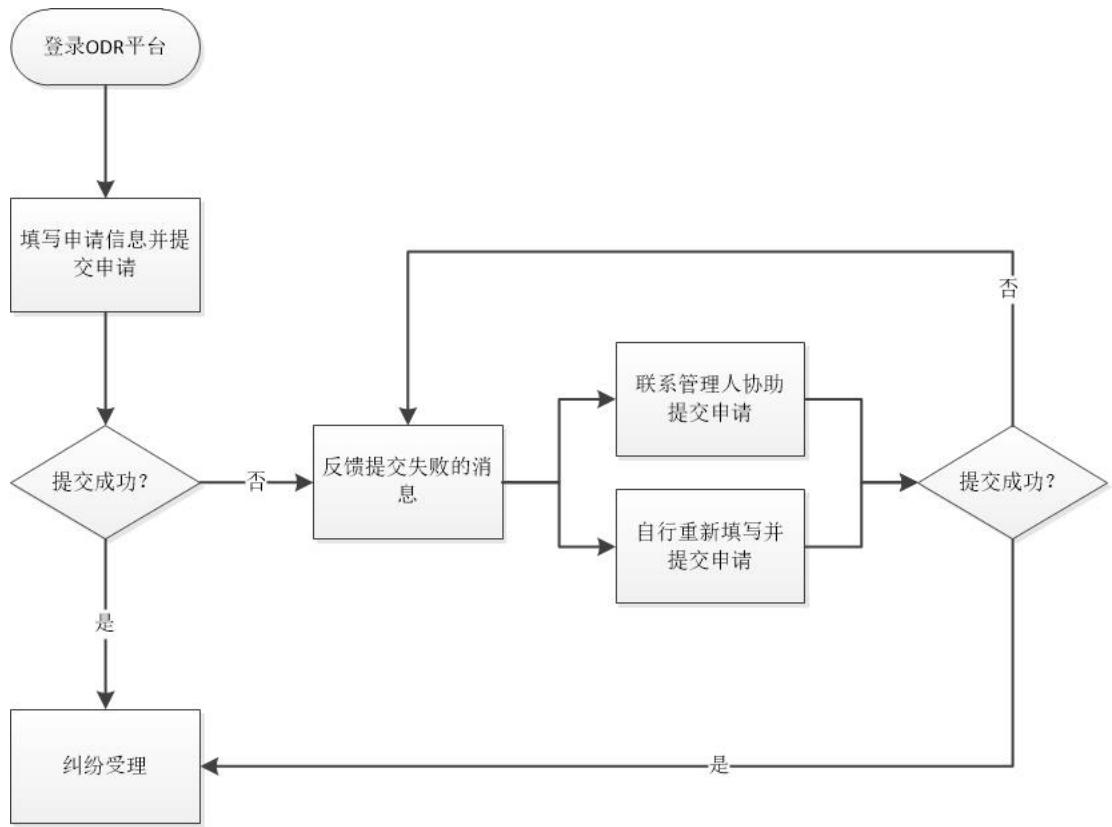 登录ODR平台
填写申请信息并提
交申请
否
联系管理人协助
提交申请
提交成功?
否
反馈提交失败的消
息
提交成功?
自行重新填写并
提交申请
是
纠纷受理
是